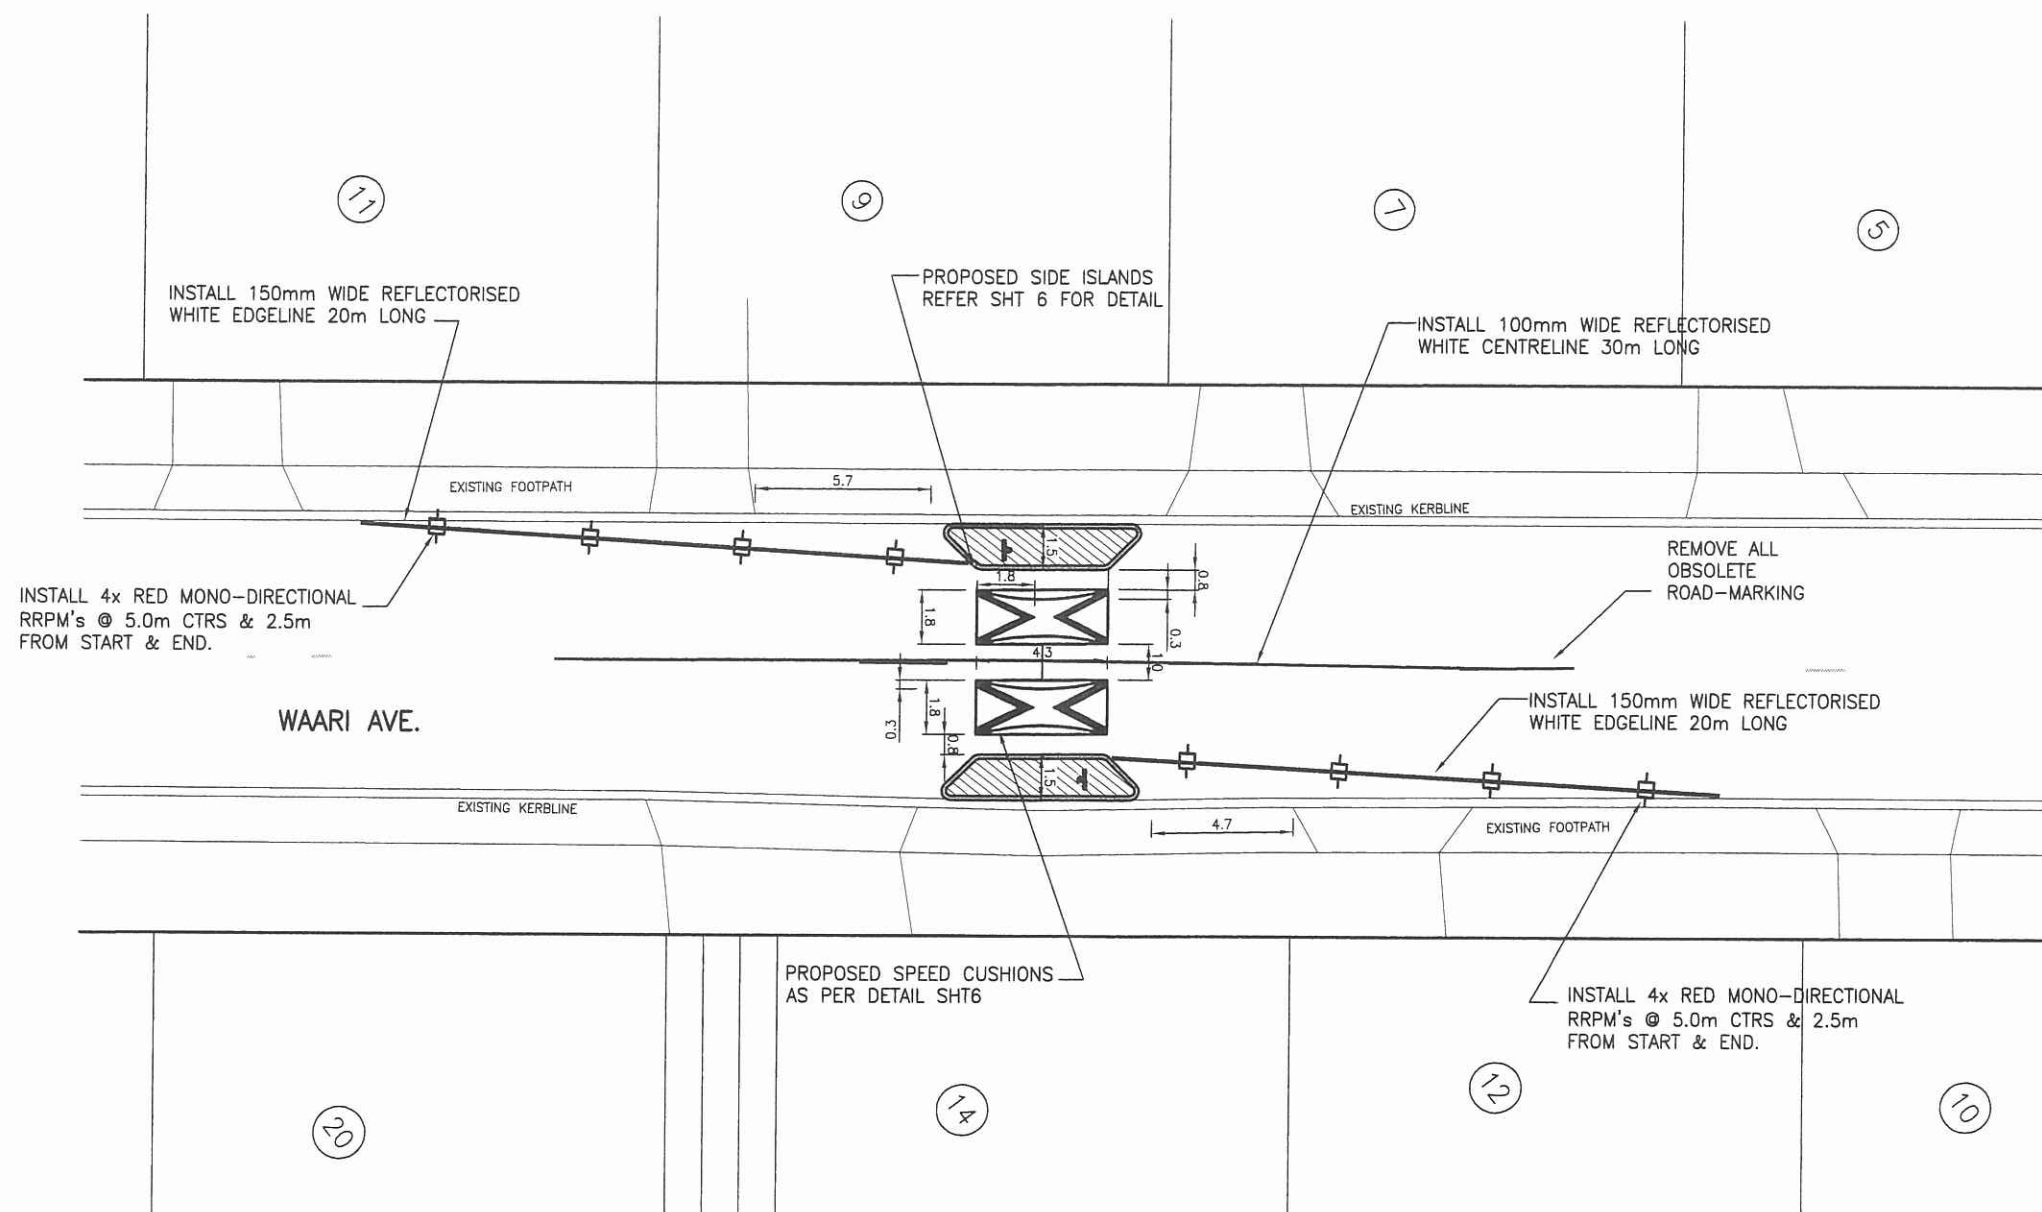 11
9
7
5
PROPOSED SIDE ISLANDS
REFER SHT 6 FOR DETAIL
INSTALL 150mm WIDE REFLECTORISED
WHITE EDGELINE 20m LONG
INSTALL 100mm WIDE REFLECTORISED
WHITE CENTRELINE 30m LONG
EXISTING FOOTPATH
5.7
EXISTING KERBLINE
1.5
REMOVE ALL
OBSOLETE
ROAD-MARKING
1.8
0.8
INSTALL 4x RED MONO-DIRECTIONAL
RRPM's @ 5.0m CTRS & 2.5m
FROM START & END.
1.8
0.3
4.3
1.0
WAARI AVE.
0.3
1.8
0.8
INSTALL 150mm WIDE REFLECTORISED
WHITE EDGELINE 20m LONG
1.5
EXISTING KERBLINE
4.7
EXISTING FOOTPATH
PROPOSED SPEED CUSHIONS
AS PER DETAIL SHT6
INSTALL 4x RED MONO-DIRECTIONAL
RRPM's @ 5.0m CTRS & 2.5m
FROM START & END.
20
14
12
10